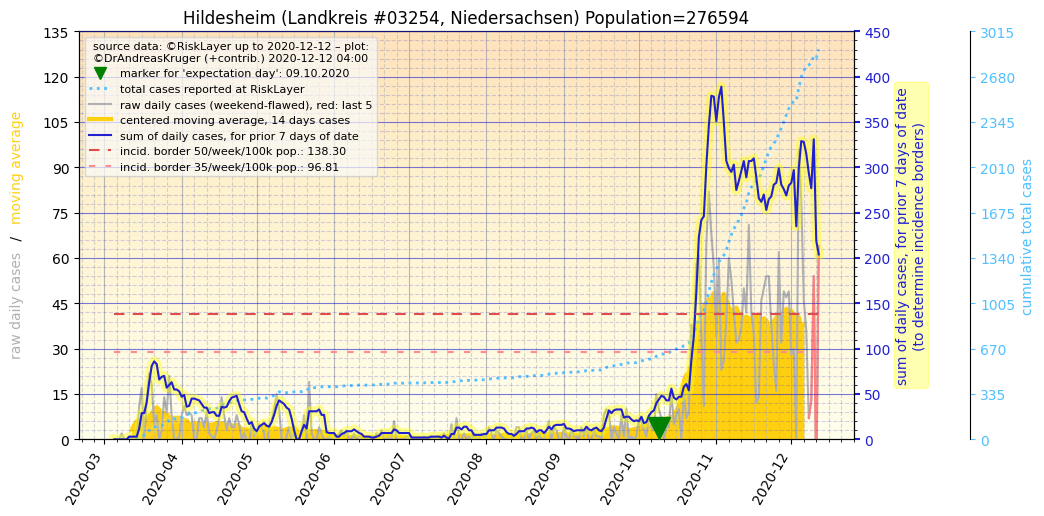 Hildesheim (Landkreis #03254, Niedersachsen) Population=276594
source data: ©RiskLayer up to 2020-12-12 – plot:
©DrAndreasKruger (+contrib.) 2020-12-12 04:00
marker for 'expectation day': 09.10.2020
total cases reported at RiskLayer
raw daily cases (weekend-flawed), red: last 5
centered moving average, 14 days cases
sum of daily cases, for prior 7 days of date
incid. border 50/week/100k pop.: 138.30
incid. border 35/week/100k pop.: 96.81
raw daily cases / moving average
135
120
105
90
75
60
45
30
15
0
2020-03
2020-04
2020-05
2020-06
2020-07
2020-08
2020-09
2020-10
2020-11
2020-12
450
400
350
300
250
200
150
100
50
0
sum of daily cases, for prior 7 days of date
(to determine incidence borders)
3015
2680
2345
2010
1675
1340
1005
670
335
0
cumulative total cases